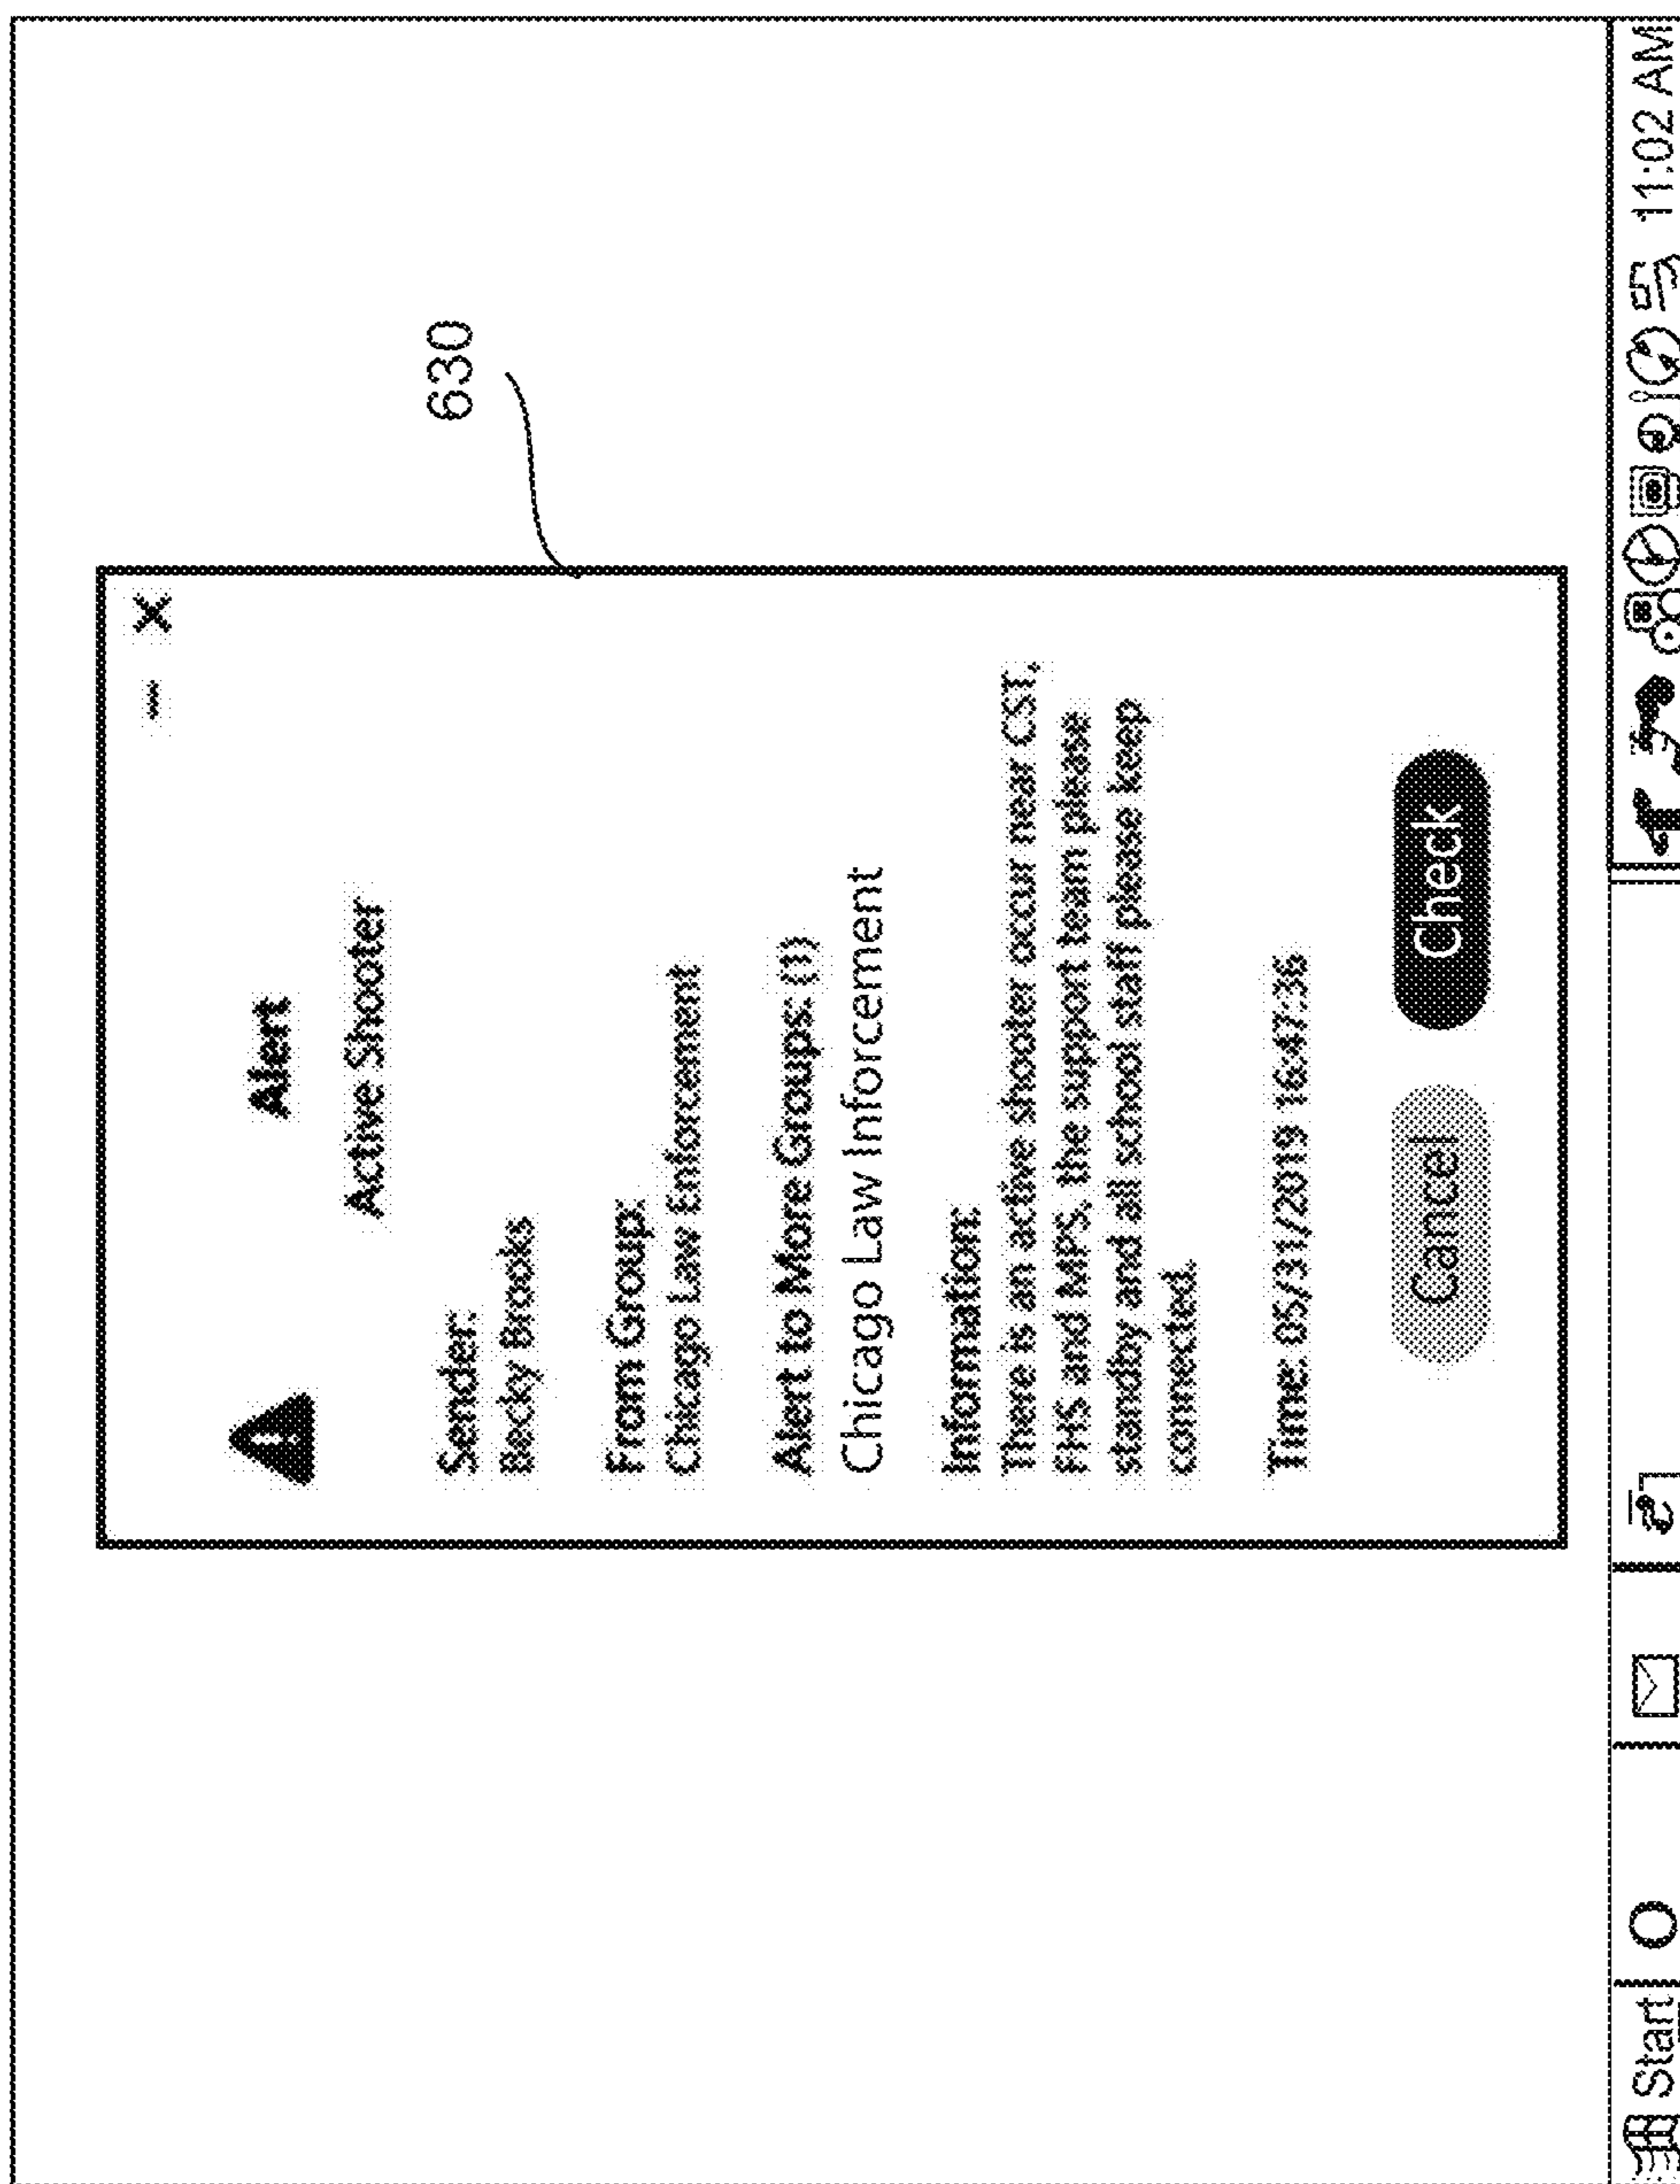 — X
Alert
Active Shooter
Sender:
Becky Brooks
From Group:
Chicago Law Enforcement
Alert to More Groups: (1)
Chicago Law Inforcement
Information:
There is an active shooter occur near CST,
FHS and MPS, the support team please
standby and all school staff please keep
connected.
Time: 05/31/2019 16:47:36
Cancel Check
630
Start 11:02 AM